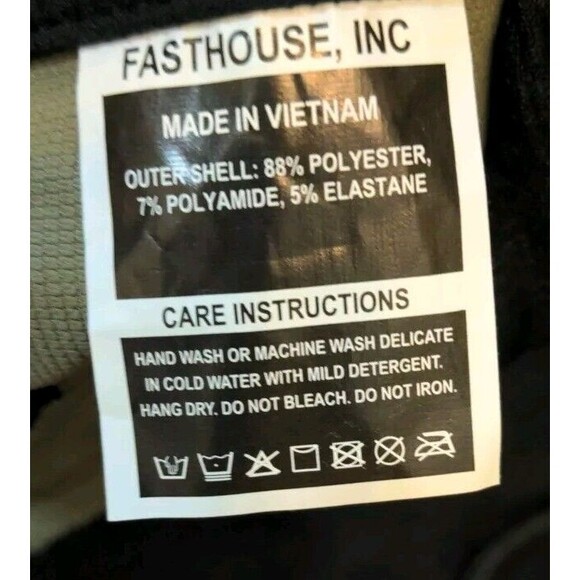 FASTHOUSE, INC
MADE IN VIETNAM
OUTER SHELL: 88% POLYESTER,
7% POLYAMIDE, 5% ELASTANE
CARE INSTRUCTIONS
HAND WASH OR MACHINE WASH DELICATE
IN COLD WATER WITH MILD DETERGENT.
HANG DRY. DO NOT BLEACH. DO NOT IRON.